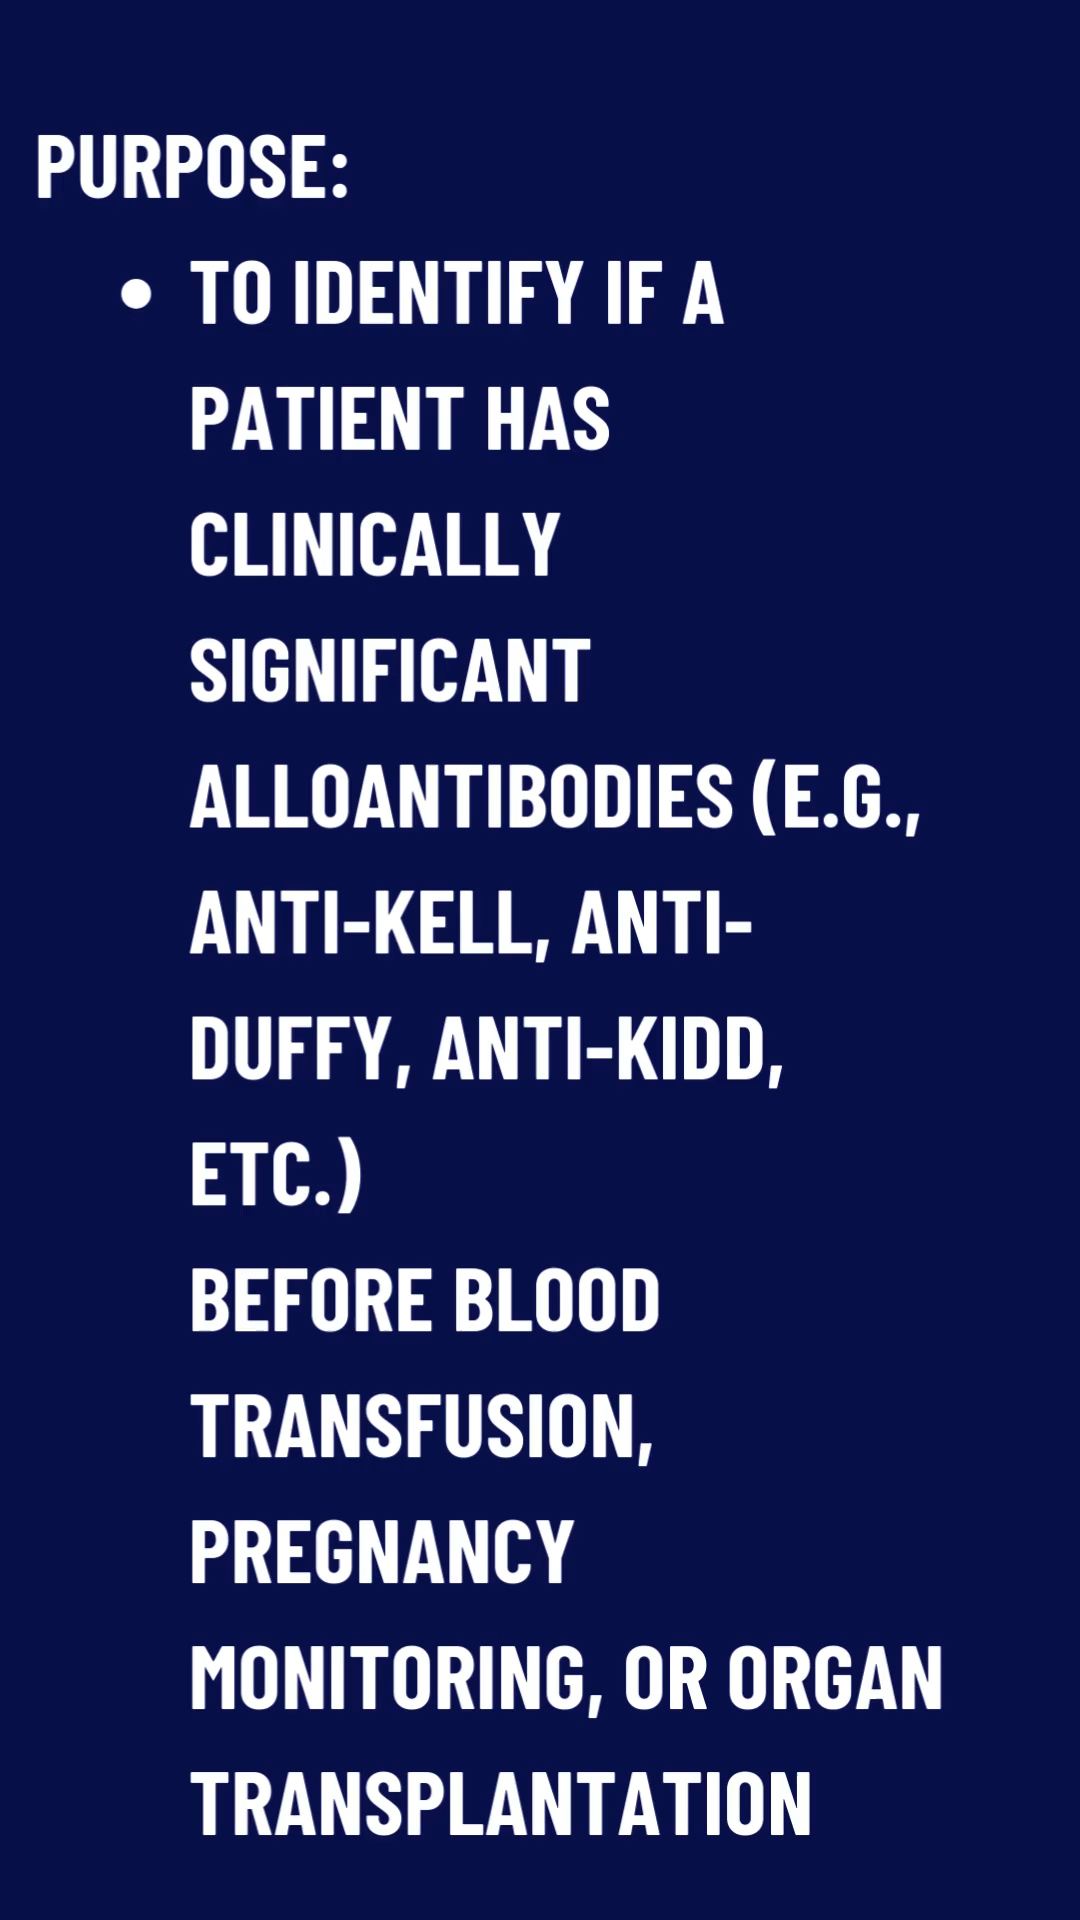 PURPOSE:
• TO IDENTIFY IF A
PATIENT HAS
CLINICALLY
SIGNIFICANT
ALLOANTIBODIES (E.G.,
ANTI-KELL, ANTI-
DUFFY, ANTI-KIDD,
ETC.)
BEFORE BLOOD
TRANSFUSION,
PREGNANCY
MONITORING, OR ORGAN
TRANSPLANTATION